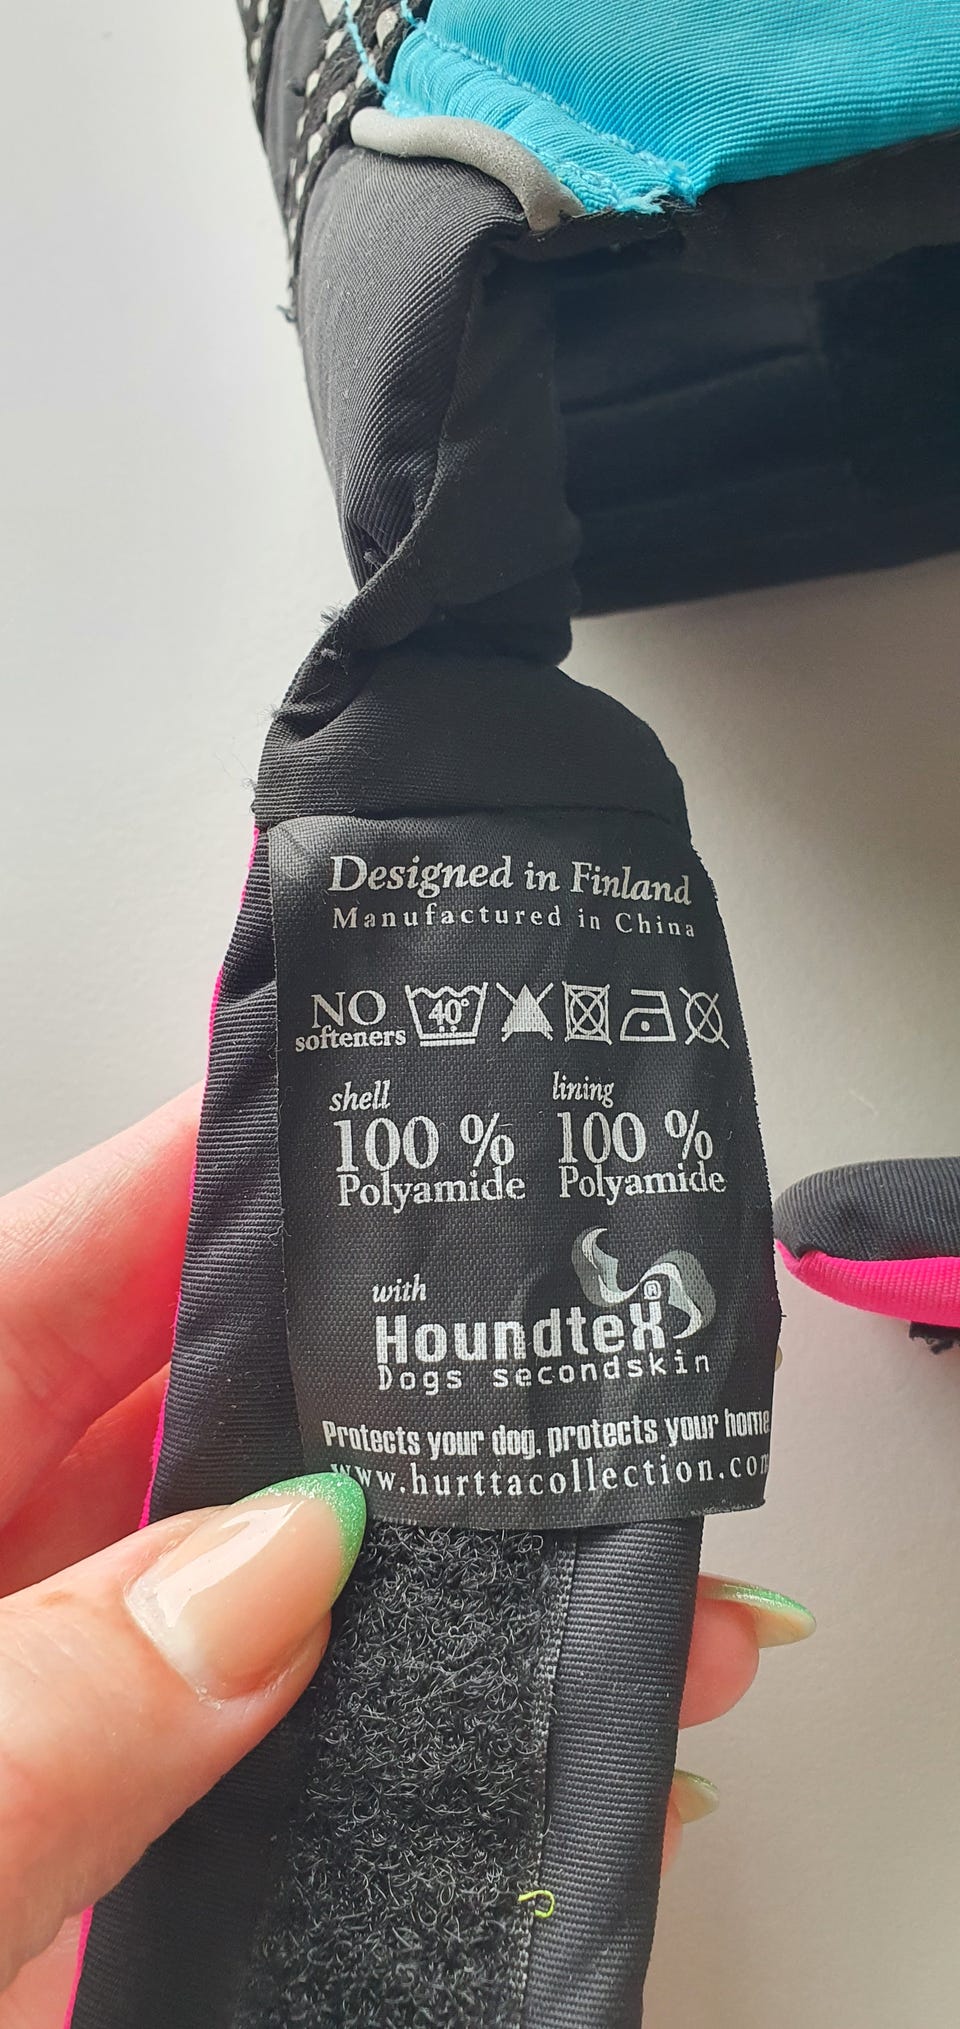 Designed in Finland
Manufactured in China
NO
softeners
40°
shell
100 %
Polyamide
lining
100 %
Polyamide
with
Houndtex®
Dogs secondskin
Protects your dog, protects your home
www.hurttacollection.com